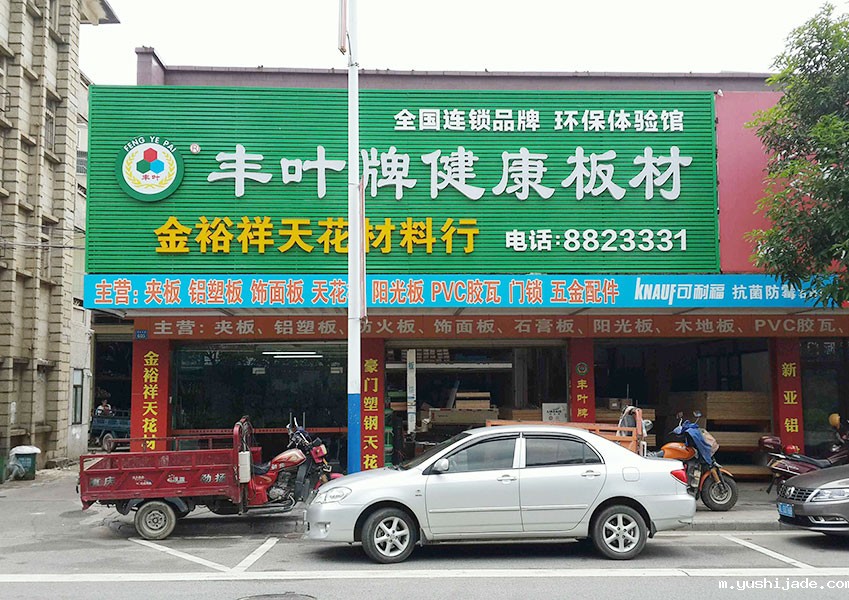 全国连锁品牌 环保体验馆
FENG YE PAI
丰叶
丰叶牌健康板材
金裕祥天花材料行
电话:8823331
主营:夹板 铝塑板 饰面板 天花 阳光板 PVC胶瓦 门锁 五金配件
KNAUF可利福 抗菌防霉
主营:夹板、铝塑板、防火板、饰面板、石膏板、阳光板、木地板、PVC胶瓦
金裕祥天花材
豪门塑钢天花
丰叶牌
新亚铝
劲扬
m.yushijade.com